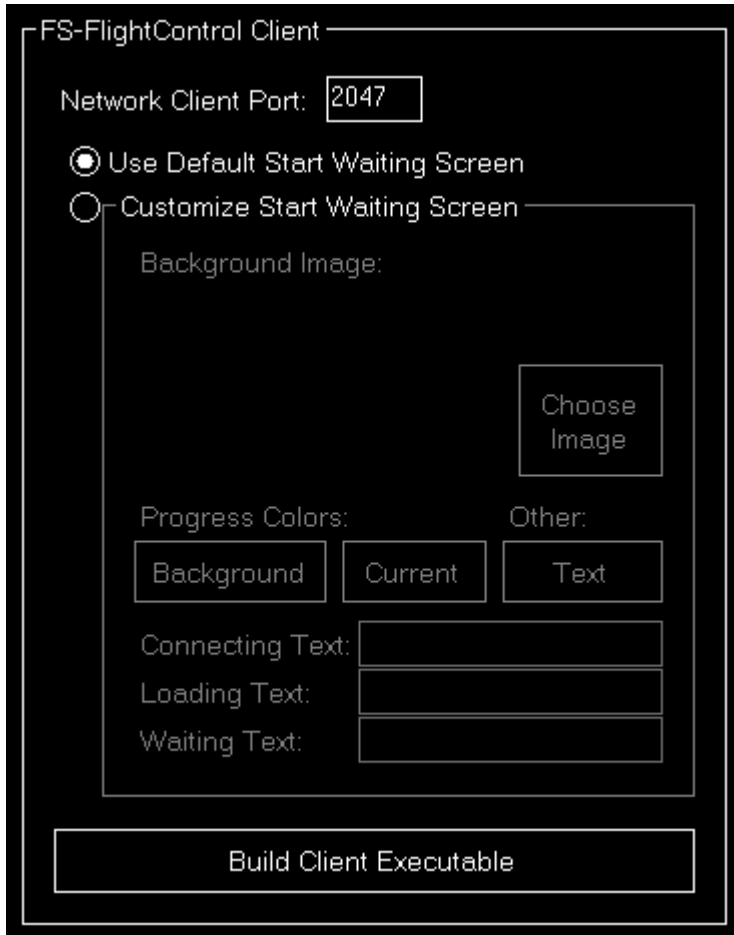 FS-FlightControl Client
Network Client Port: 2047
Use Default Start Waiting Screen
Customize Start Waiting Screen
Background Image:
Choose
Image
Progress Colors: Other:
Background Current Text
Connecting Text:
Loading Text:
Waiting Text:
Build Client Executable